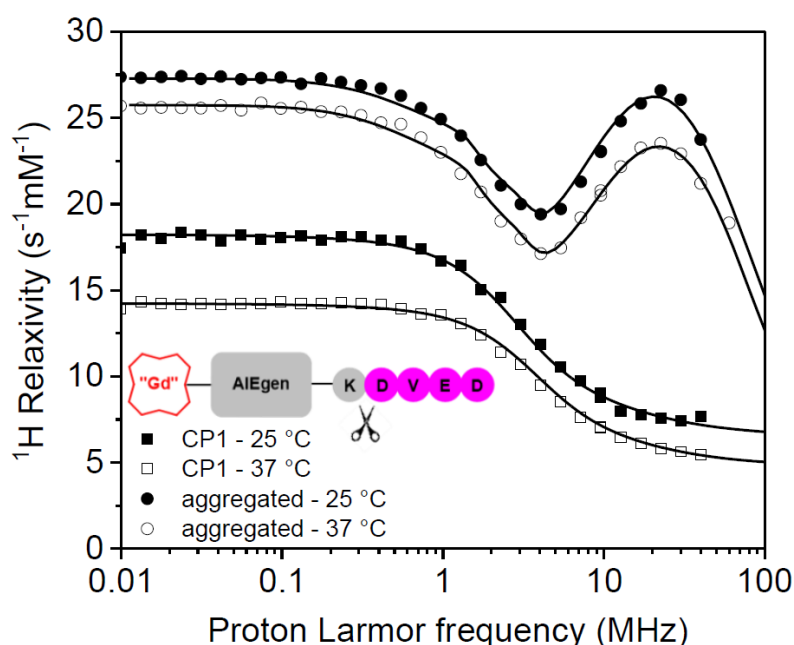 30
25
20
15
10
5
0
¹H Relaxivity (s⁻¹mM⁻¹)
"Gd"
AIEgen
K D V E D
CP1 - 25 °C
CP1 - 37 °C
aggregated - 25 °C
aggregated - 37 °C
0.01 0.1 1 10 100
Proton Larmor frequency (MHz)